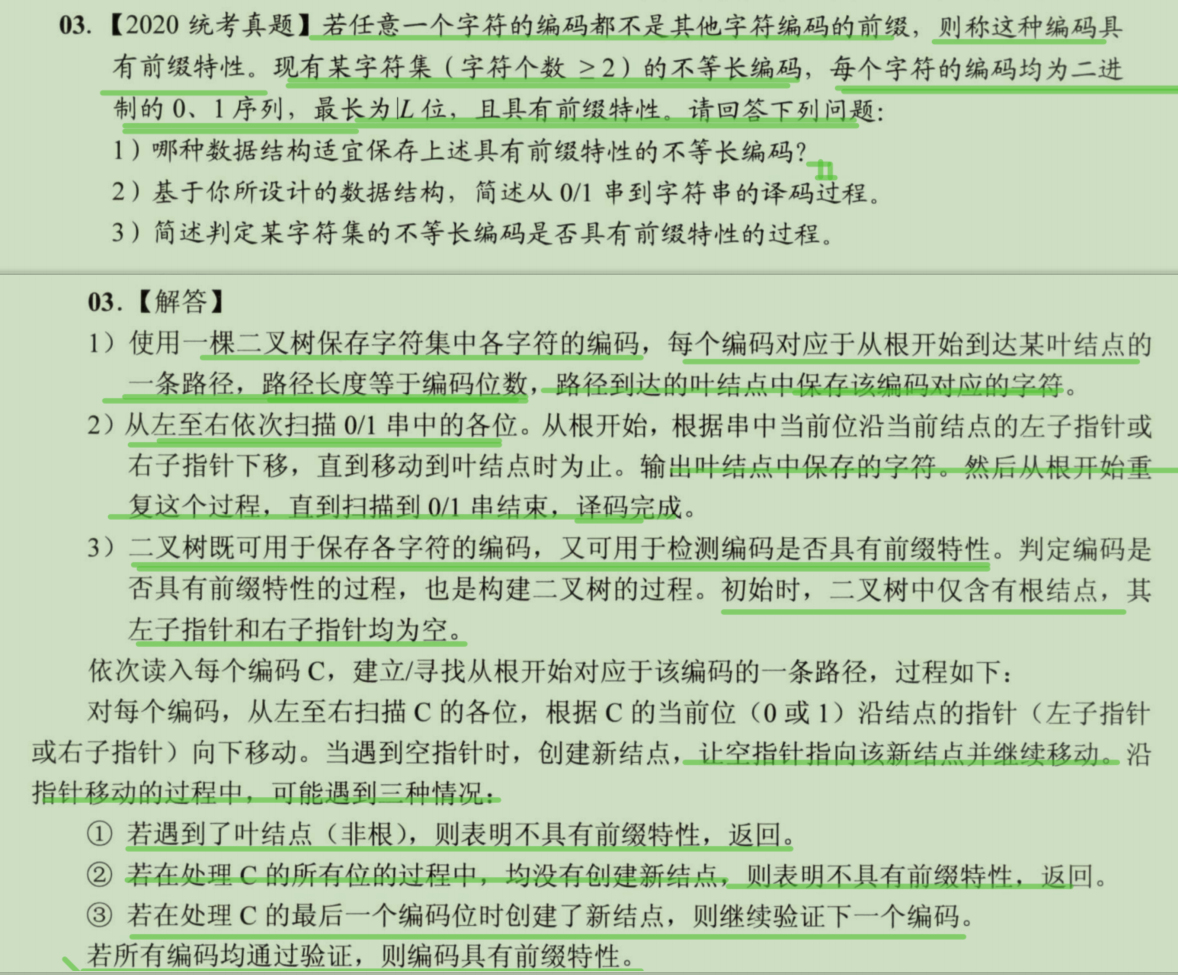 03.【2020 统考真题】若任意一个字符的编码都不是其他字符编码的前缀，则称这种编码具
有前缀特性。现有某字符集（字符个数 ≥2）的不等长编码，每个字符的编码均为二进
制的 0、1 序列，最长为 L 位，且具有前缀特性。请回答下列问题：
1）哪种数据结构适宜保存上述具有前缀特性的不等长编码？
2）基于你所设计的数据结构，简述从 0/1 串到字符串的译码过程。
3）简述判定某字符集的不等长编码是否具有前缀特性的过程。
03.【解答】
1）使用一棵二叉树保存字符集中各字符的编码，每个编码对应于从根开始到达某叶结点的
一条路径，路径长度等于编码位数，路径到达的叶结点中保存该编码对应的字符。
2）从左至右依次扫描 0/1 串中的各位。从根开始，根据串中当前位沿当前结点的左子指针或
右子指针下移，直到移动到叶结点时为止。输出叶结点中保存的字符。然后从根开始重
复这个过程，直到扫描到 0/1 串结束，译码完成。
3）二叉树既可用于保存各字符的编码，又可用于检测编码是否具有前缀特性。判定编码是
否具有前缀特性的过程，也是构建二叉树的过程。初始时，二叉树中仅含有根结点，其
左子指针和右子指针均为空。
依次读入每个编码 C，建立/寻找从根开始对应于该编码的一条路径，过程如下：
对每个编码，从左至右扫描 C 的各位，根据 C 的当前位（0 或 1）沿结点的指针（左子指针
或右子指针）向下移动。当遇到空指针时，创建新结点，让空指针指向该新结点并继续移动。沿
指针移动的过程中，可能遇到三种情况：
① 若遇到了叶结点（非根），则表明不具有前缀特性，返回。
② 若在处理 C 的所有位的过程中，均没有创建新结点，则表明不具有前缀特性，返回。
③ 若在处理 C 的最后一个编码位时创建了新结点，则继续验证下一个编码。
若所有编码均通过验证，则编码具有前缀特性。